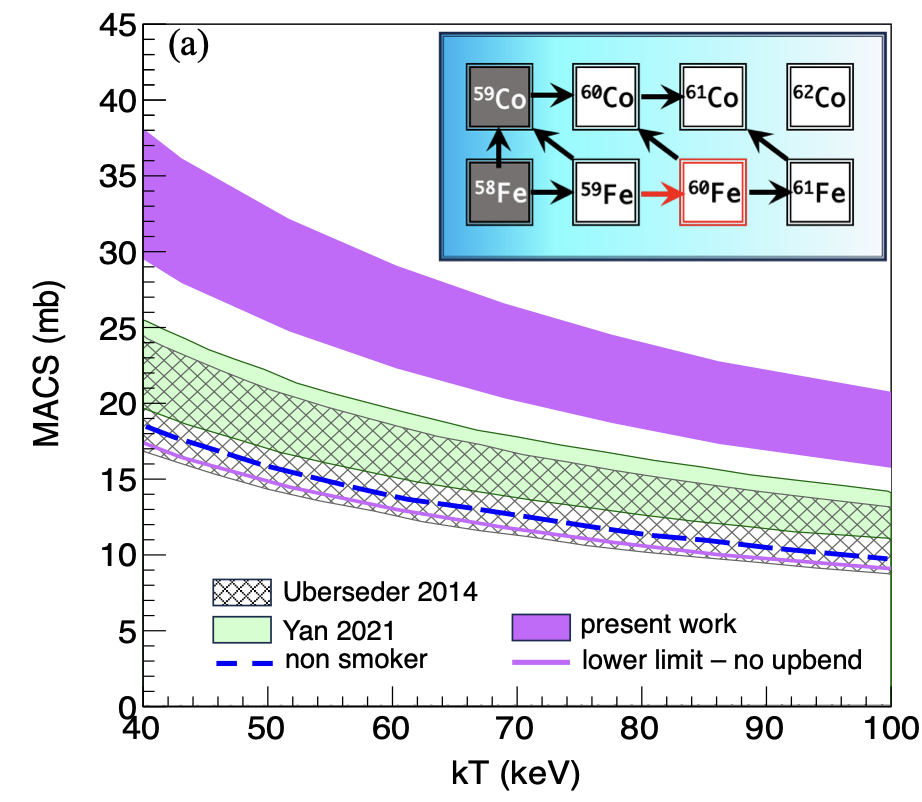 (a)
MACS (mb)
45
40
35
30
25
20
15
10
5
0
⁵⁹Co ⁶⁰Co ⁶¹Co ⁶²Co
⁵⁸Fe ⁵⁹Fe ⁶⁰Fe ⁶¹Fe
Uberseder 2014
Yan 2021
non smoker
present work
lower limit – no upbend
40 50 60 70 80 90 100
kT (keV)